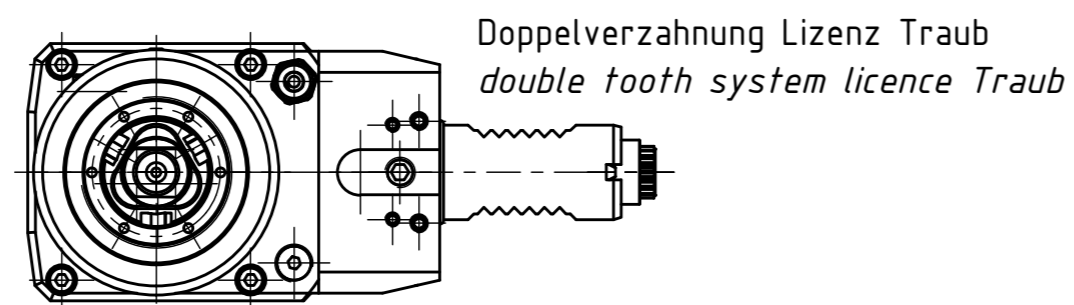 Doppelverzahnung Lizenz Traub
double tooth system licence Traub